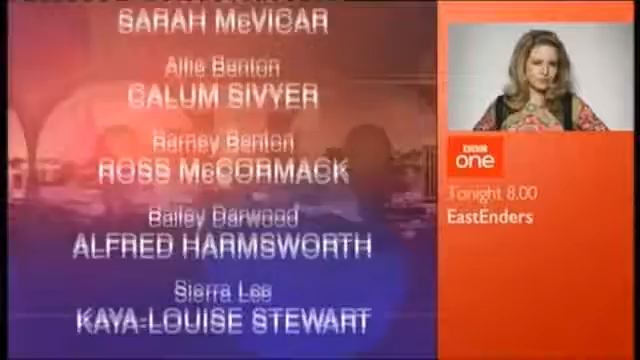 SARAH McVICAR
Allie Benton
CALUM SIVYER
Barney Benton
ROSS McCORMACK
Bailey Darwood
ALFRED HARMSWORTH
Sierra Lee
KAYA-LOUISE STEWART
BBC
one
Tonight 8.00
EastEnders